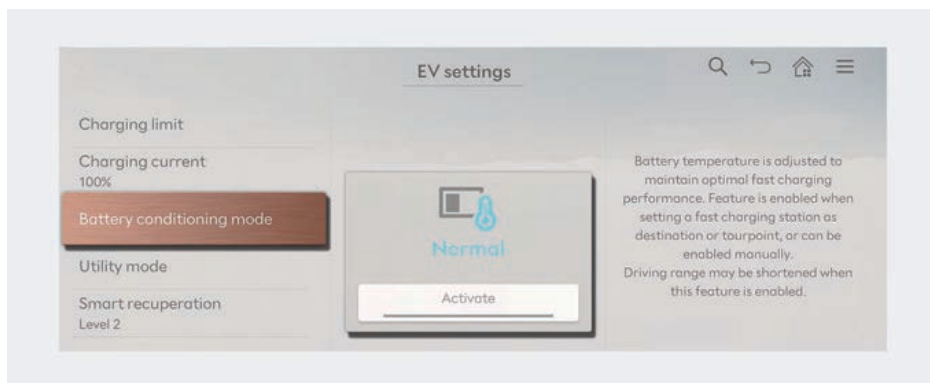 EV settings
Charging limit
Charging current
100%
Battery conditioning mode
Utility mode
Smart recuperation
Level 2
Normal
Activate
Battery temperature is adjusted to
maintain optimal fast charging
performance. Feature is enabled when
setting a fast charging station as
destination or tourpoint, or can be
enabled manually.
Driving range may be shortened when
this feature is enabled.